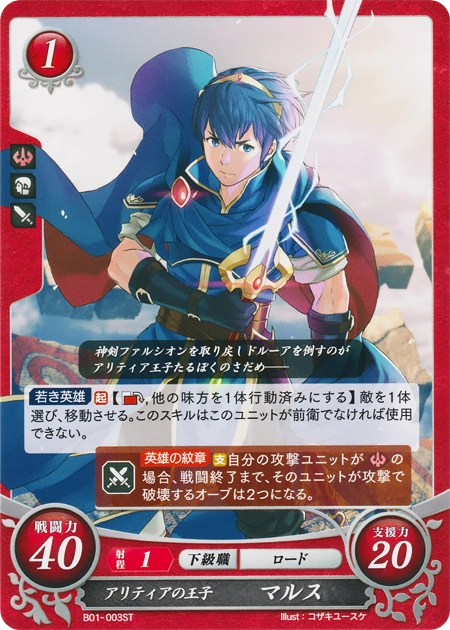 1
神剣ファルシオンを取り戻しドルーアを倒すのが
アリティア王子たるぼくのさだめ――
若き英雄 起【 ,他の味方を1体行動済みにする】敵を1体
選び、移動させる。このスキルはこのユニットが前衛でなければ使用
できない。
英雄の紋章 支自分の攻撃ユニットが の
場合、戦闘終了まで、そのユニットが攻撃で
破壊するオーブは2つになる。
戦闘力
40
射程 1 下級職 ロード
支援力
20
アリティアの王子 マルス
B01-003ST
Illust:コザキユースケ